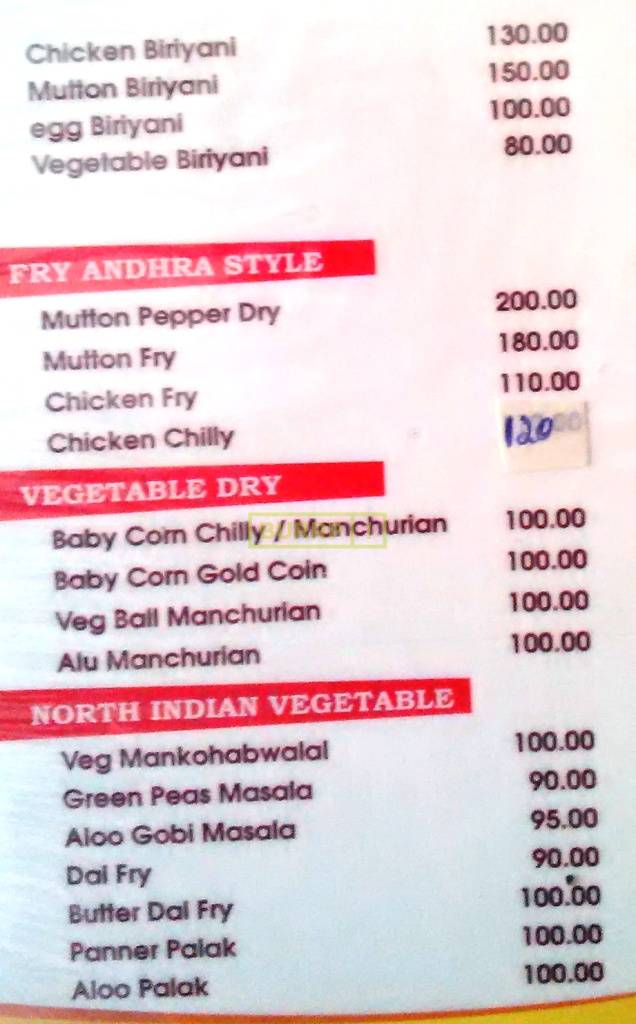 Chicken Biriyani 130.00
Mutton Biriyani 150.00
egg Biriyani 100.00
Vegetable Biriyani 80.00
FRY ANDHRA STYLE
Mutton Pepper Dry 200.00
Mutton Fry 180.00
Chicken Fry 110.00
Chicken Chilly 120
VEGETABLE DRY
Baby Corn Chilly / Manchurian 100.00
Baby Corn Gold Coin 100.00
Veg Ball Manchurian 100.00
Alu Manchurian 100.00
NORTH INDIAN VEGETABLE
Veg Mankohabwalal 100.00
Green Peas Masala 90.00
Aloo Gobi Masala 95.00
Dal Fry 90.00
Butter Dal Fry 100.00
Panner Palak 100.00
Aloo Palak 100.00